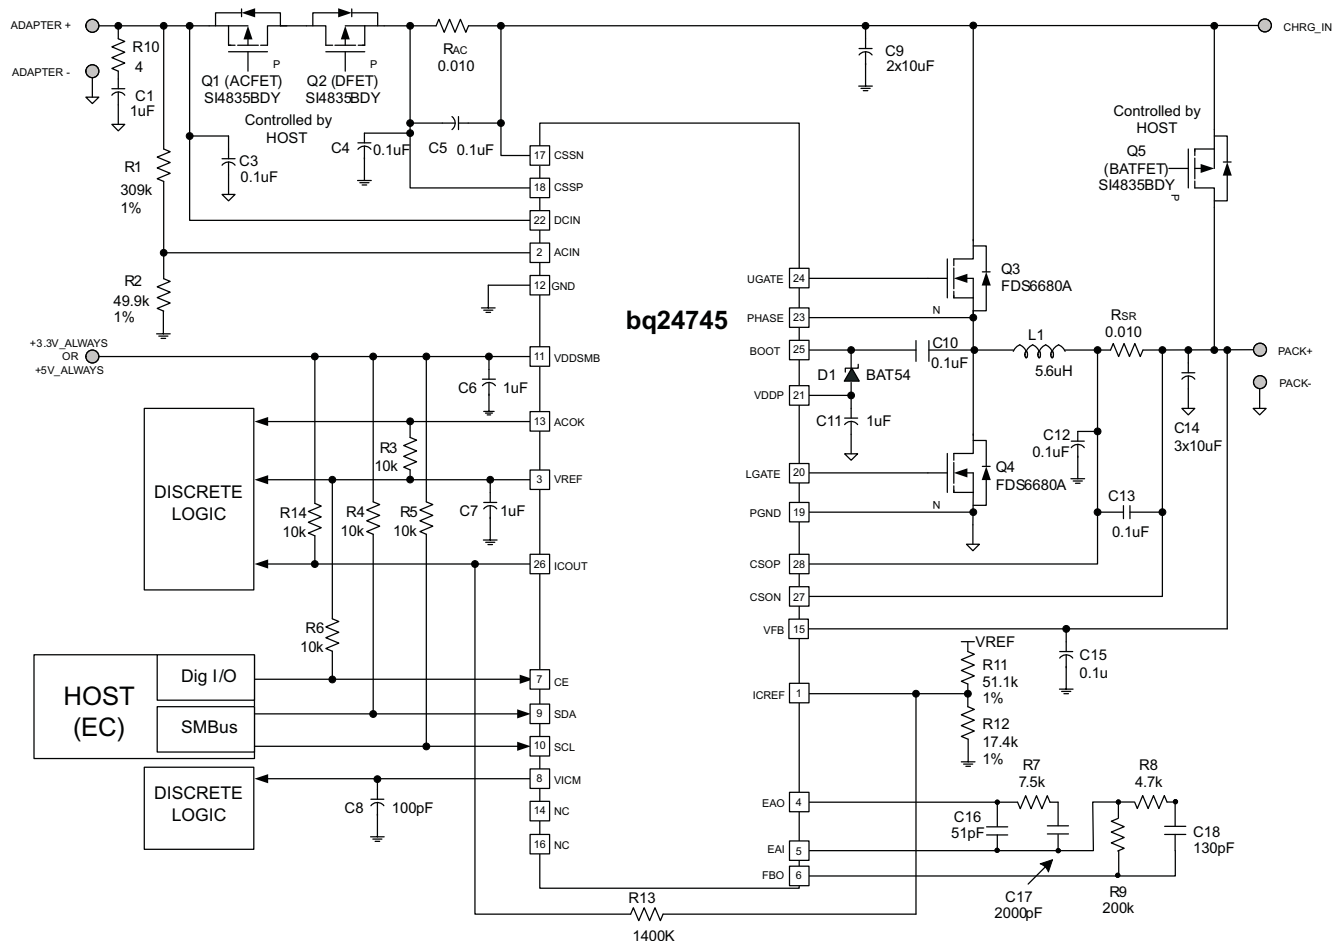 ADAPTER +
ADAPTER -
R10
4
C1
1uF
P
Q1 (ACFET)
SI4835BDY
P
Q2 (DFET)
SI4835BDY
Controlled by
HOST
RAC
0.010
C9
2x10uF
CHRG_IN
Controlled by
HOST
Q5
(BATFET)
SI4835BDY
P
R1
309k
1%
C3
0.1uF
C4
0.1uF
C5
0.1uF
R2
49.9k
1%
17 CSSN
18 CSSP
22 DCIN
2 ACIN
12 GND
bq24745
UGATE 24
PHASE 23
BOOT 25
VDDP 21
LGATE 20
PGND 19
CSOP 28
CSON 27
VFB 15
ICREF 1
EAO 4
EAI 5
FBO 6
Q3
FDS6680A
N
C10
0.1uF
D1
BAT54
C11
1uF
L1
5.6uH
RSR
0.010
PACK+
PACK-
C14
3x10uF
C12
0.1uF
C13
0.1uF
Q4
FDS6680A
N
+3.3V_ALWAYS
OR
+5V_ALWAYS
11 VDDSMB
C6
1uF
13 ACOK
R3
10k
3 VREF
C7
1uF
DISCRETE
LOGIC
R14
10k
R4
10k
R5
10k
26 ICOUT
R6
10k
HOST
(EC)
Dig I/O
SMBus
7 CE
9 SDA
10 SCL
DISCRETE
LOGIC
C8
100pF
8 VICM
14 NC
16 NC
R13
1400K
C15
0.1u
VREF
R11
51.1k
1%
R12
17.4k
1%
R7
7.5k
C16
51pF
C17
2000pF
R8
4.7k
C18
130pF
R9
200k